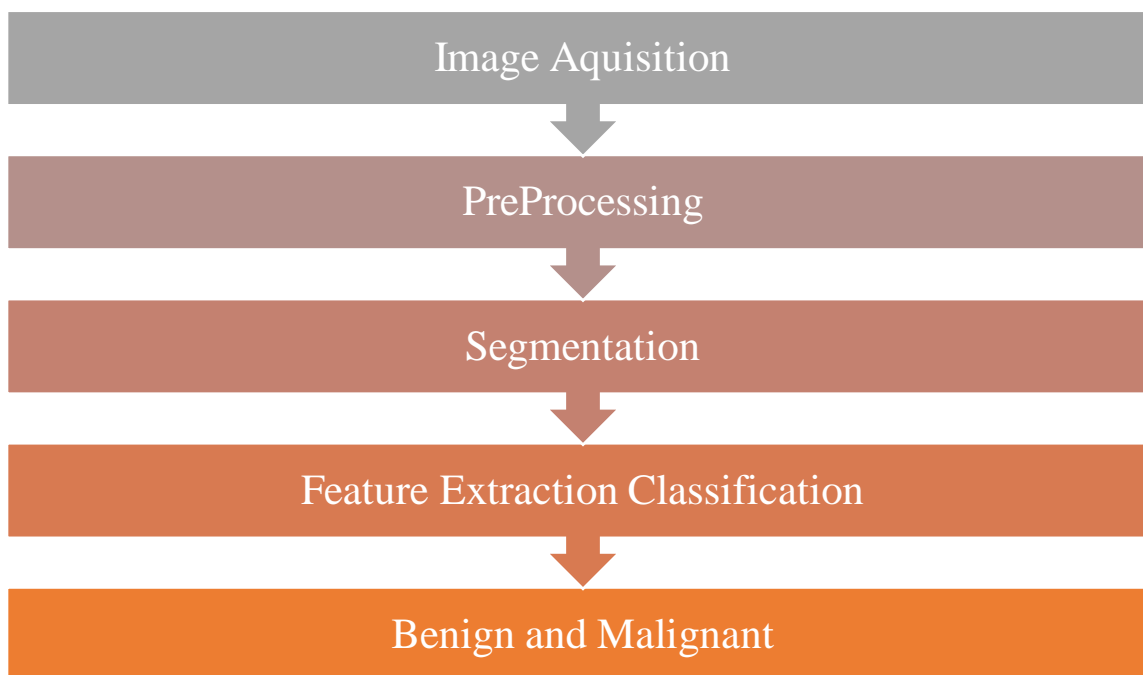 Image Aquisition
PreProcessing
Segmentation
Feature Extraction Classification
Benign and Malignant